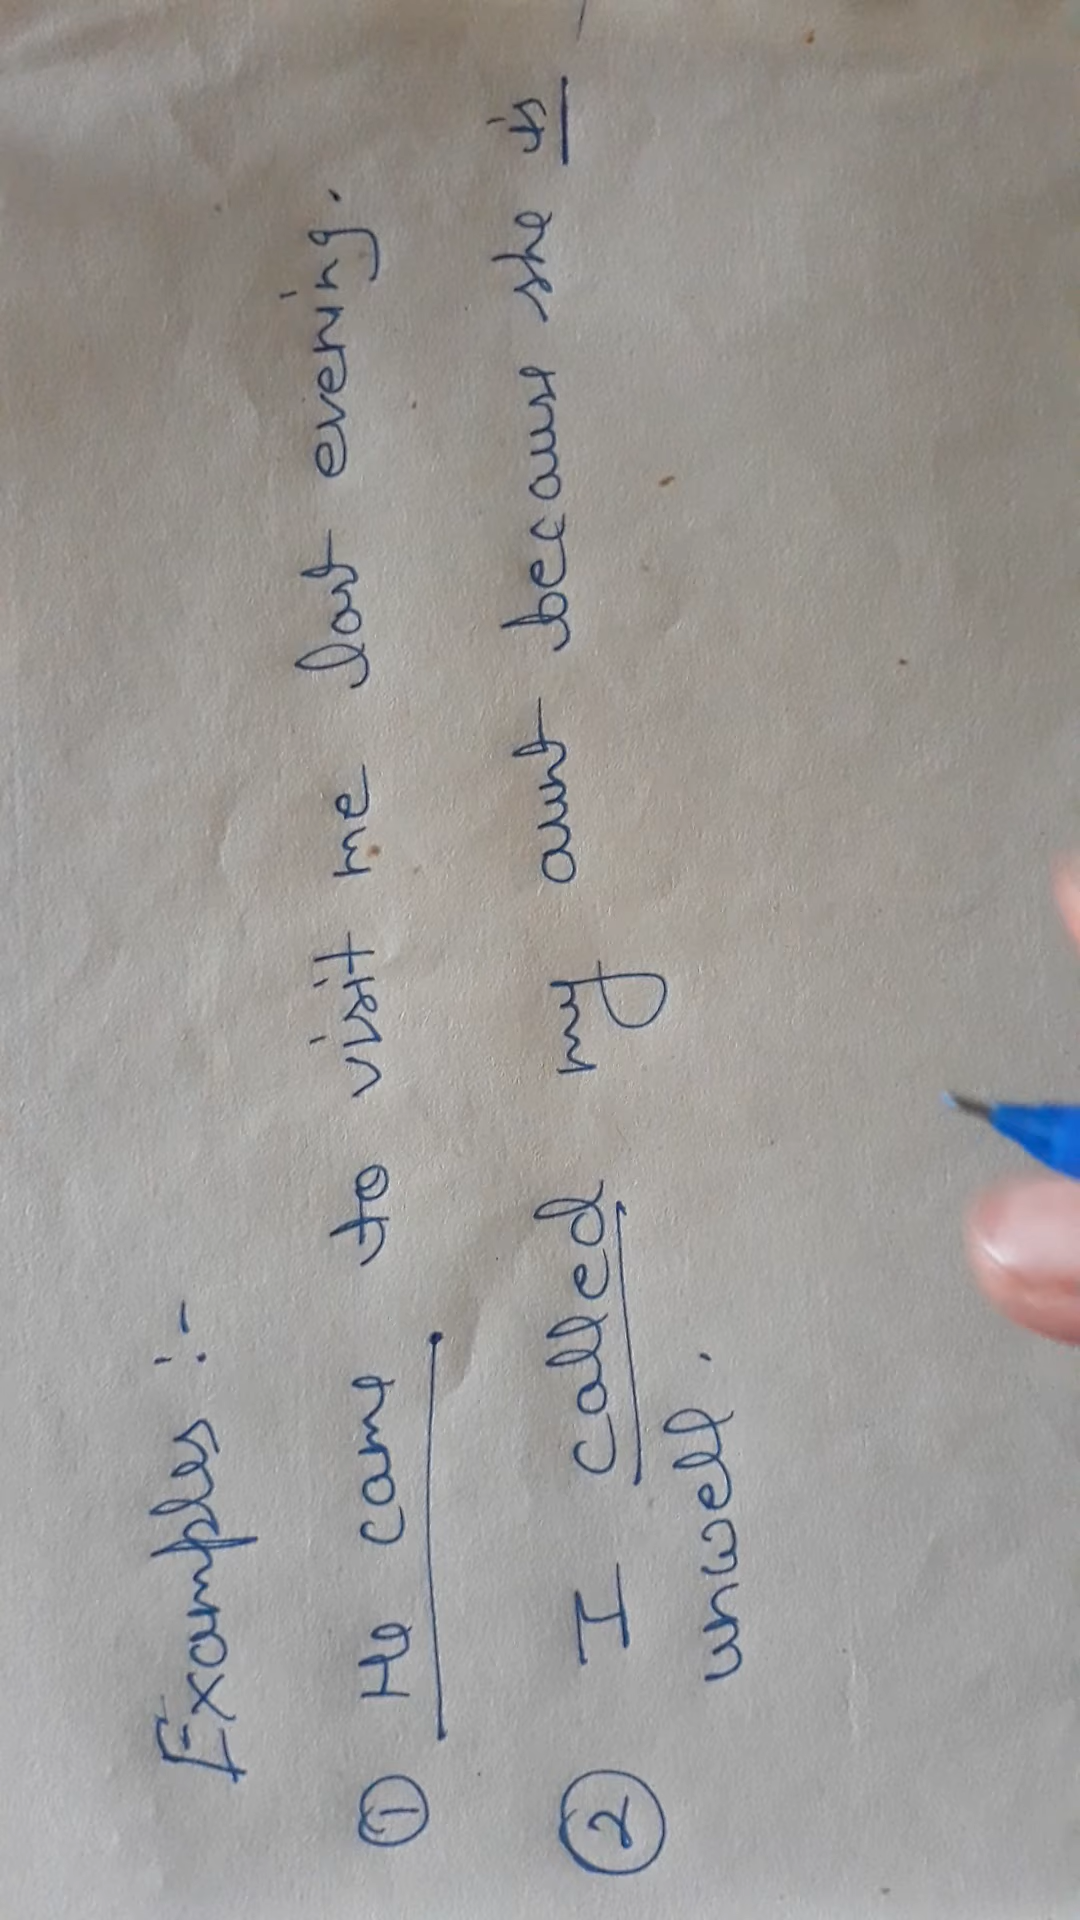 Examples :-
① He came to visit me last evening.
② I called my aunt because she is
unwell.